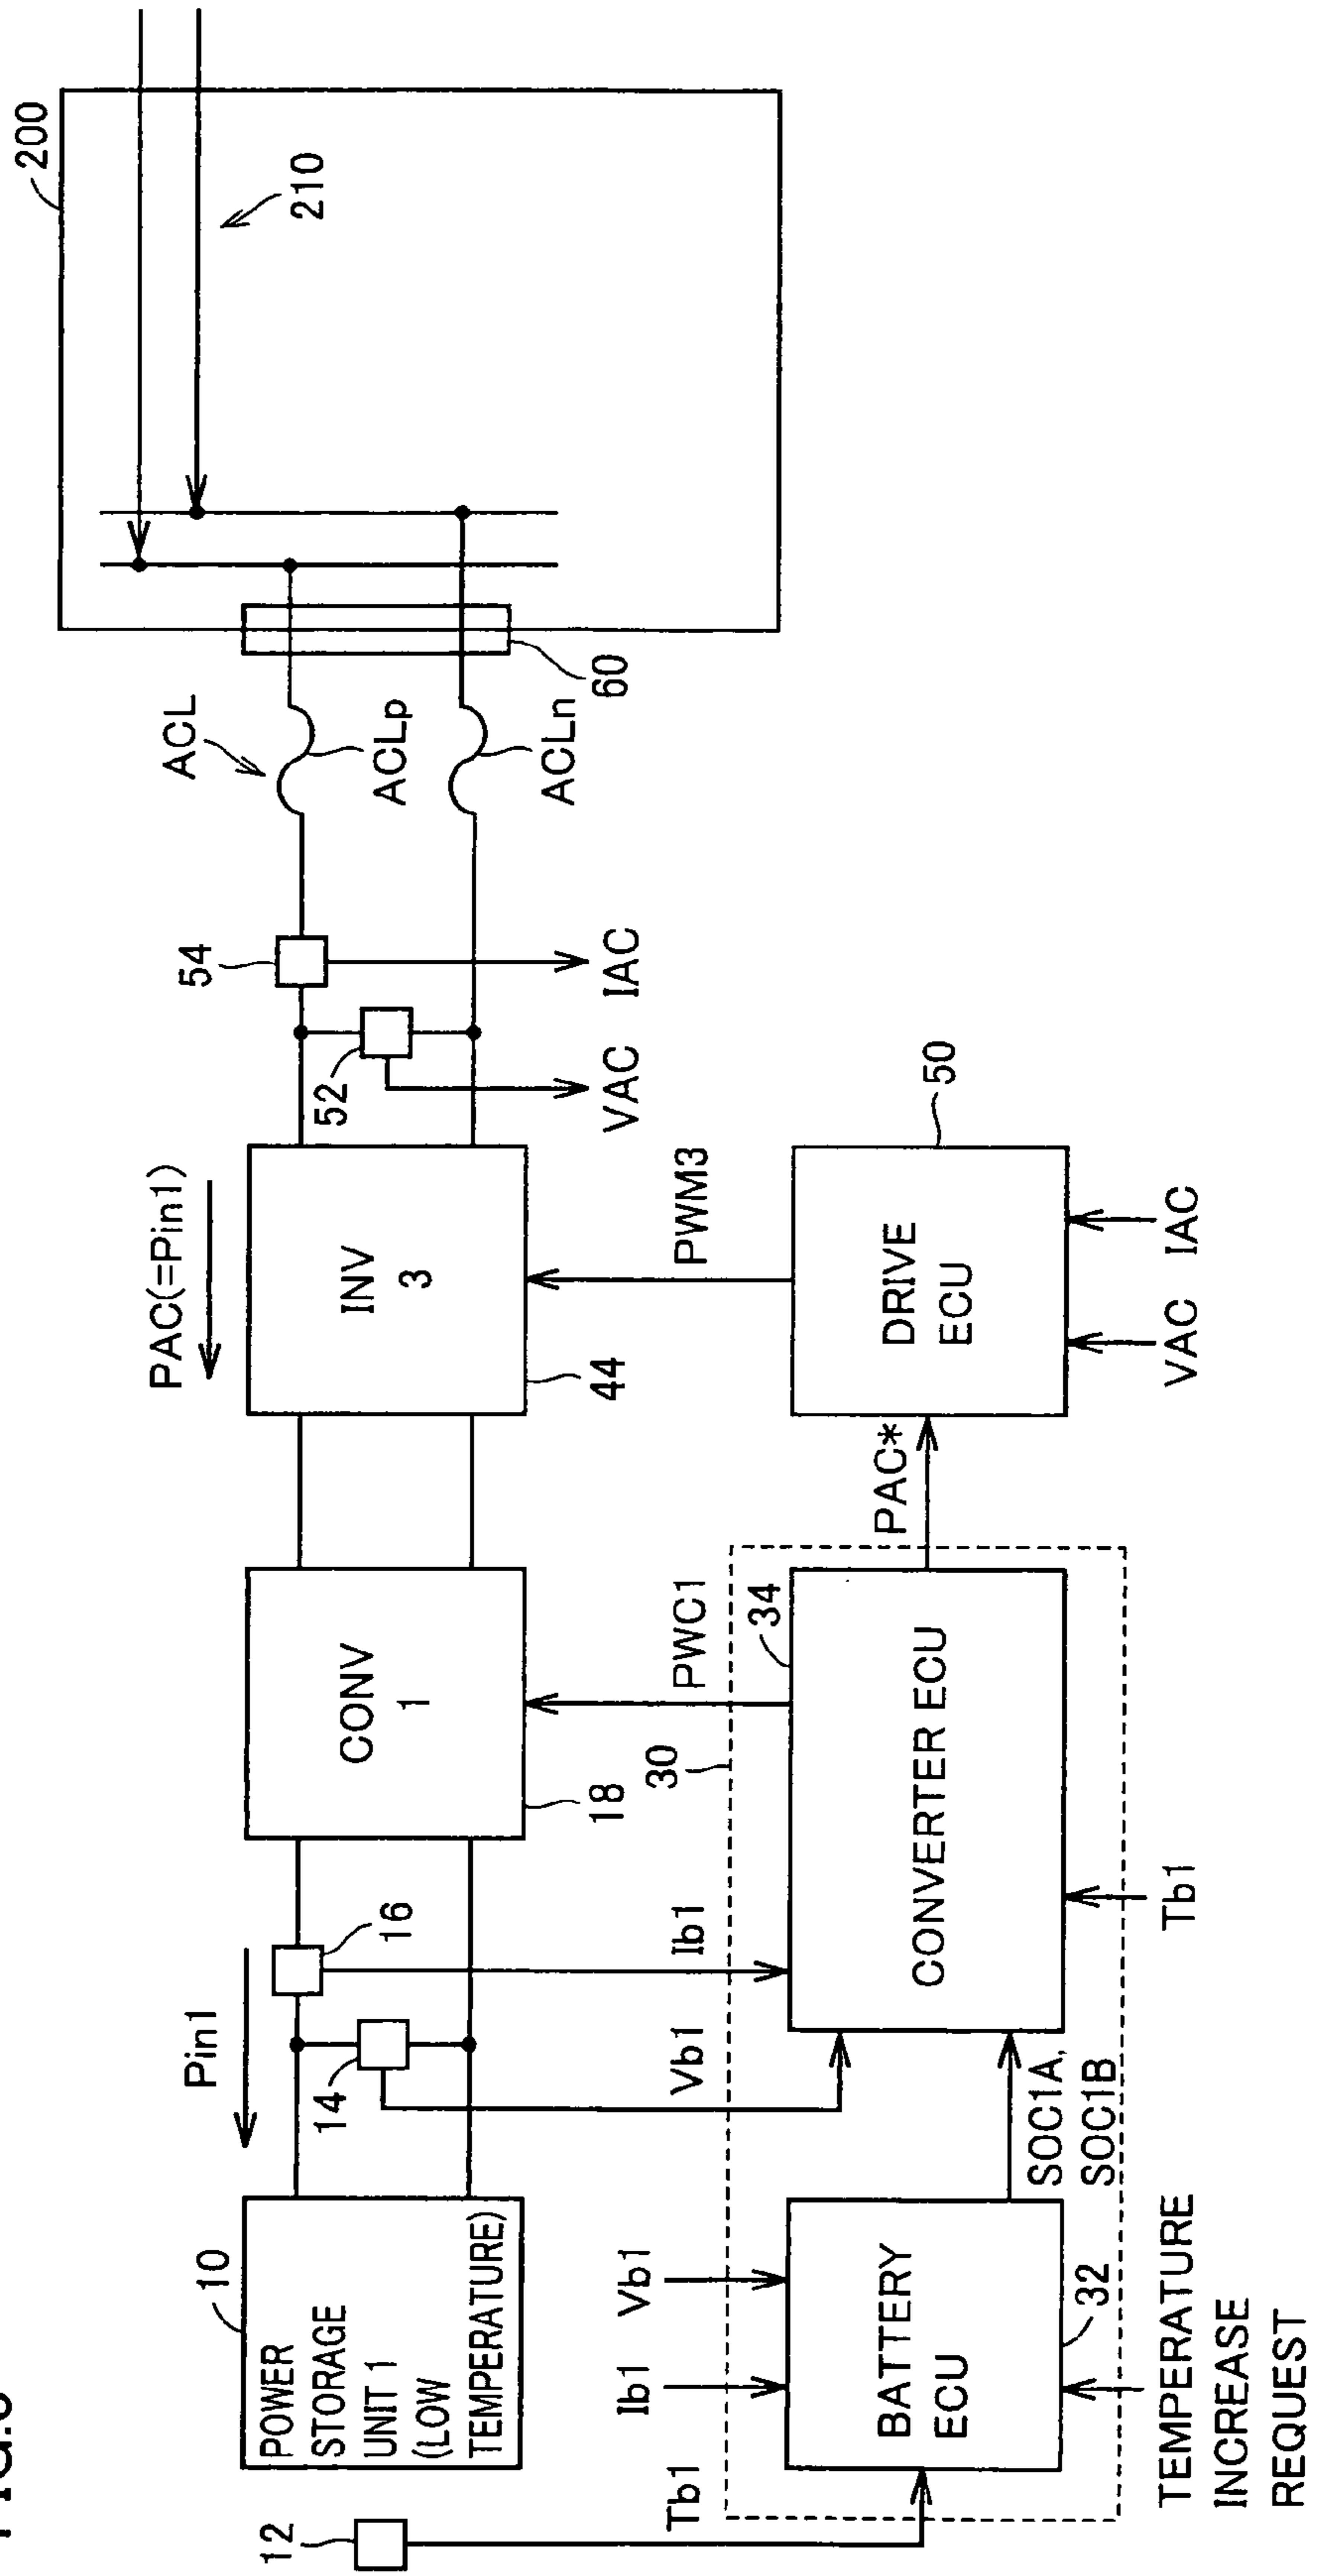 200
210
ACL
ACLp
ACLn
60
54
IAC
52
VAC
PAC(=Pin1)
INV
3
44
PWM3
50
DRIVE
ECU
VAC
IAC
PAC*
CONV
1
18
PWC1
30
34
CONVERTER ECU
Tb1
Pin1
16
14
Ib1
Vb1
SOC1A,
SOC1B
10
POWER
STORAGE
UNIT 1
(LOW
TEMPERATURE)
12
Tb1
Ib1
Vb1
BATTERY
ECU
32
TEMPERATURE
INCREASE
REQUEST